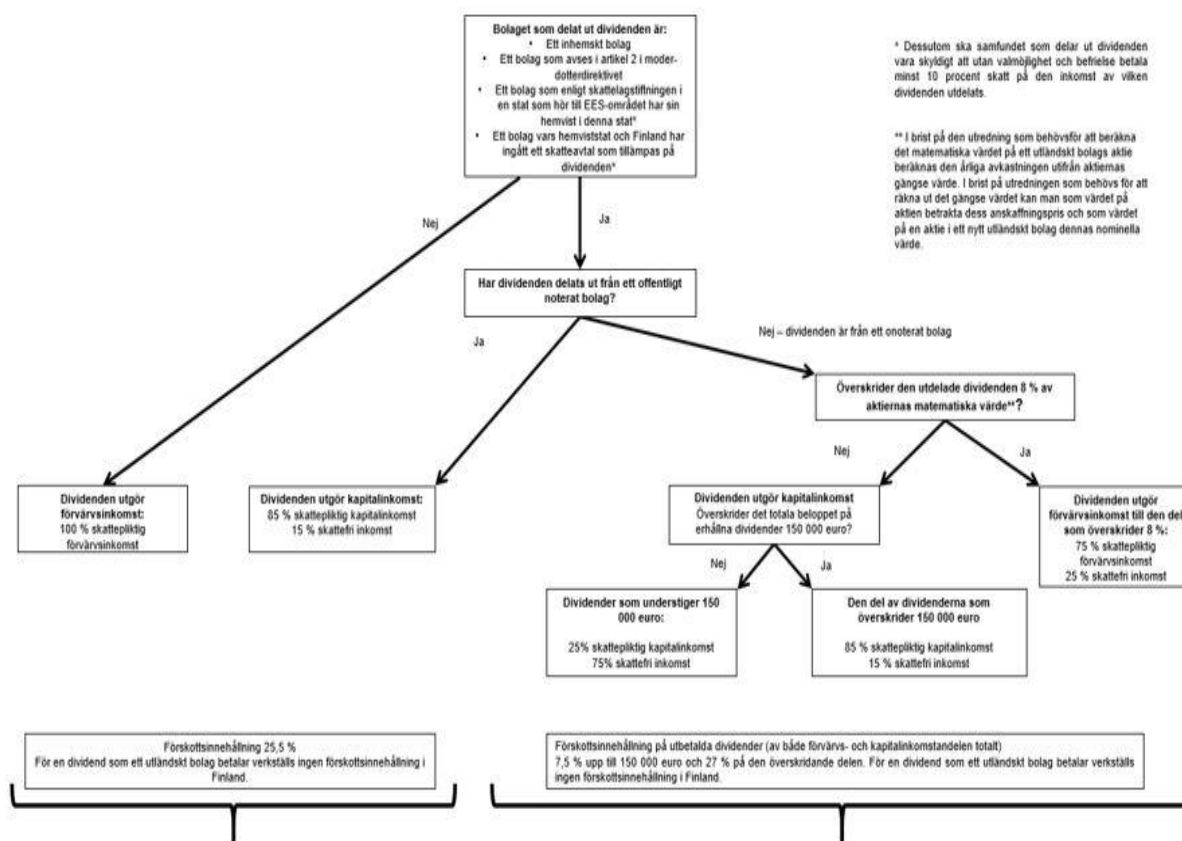 Bolaget som delat ut dividenden är:
• Ett inhemskt bolag
• Ett bolag som avses i artikel 2 i moder-
dotterdirektivet
• Ett bolag som enligt skattelagstiftningen i
en stat som hör till EES-området har sin
hemvist i denna stat*
• Ett bolag vars hemviststat och Finland har
ingått ett skatteavtal som tillämpas på
dividenden*
* Dessutom ska samfundet som delar ut dividenden
vara skyldigt att utan valmöjlighet och befrielse betala
minst 10 procent skatt på den inkomst av vilken
dividenden utdelats.
** I brist på den utredning som behövsför att beräkna
det matematiska värdet på ett utländskt bolags aktie
beräknas den årliga avkastningen utifrån aktiernas
gängse värde. I brist på utredningen som behövs för att
räkna ut det gängse värdet kan man som värdet på
aktien betrakta dess anskaffningspris och som värdet
på en aktie i ett nytt utländskt bolag dennas nominella
värde.
Nej
Ja
Har dividenden delats ut från ett offentligt
noterat bolag?
Ja
Nej – dividenden är från ett onoterat bolag
Överskrider den utdelade dividenden 8 % av
aktiernas matematiska värde**?
Nej
Ja
Dividenden utgör
förvärvsinkomst:
100 % skattepliktig
förvärvsinkomst
Dividenden utgör kapitalinkomst:
85 % skattepliktig kapitalinkomst
15 % skattefri inkomst
Dividenden utgör kapitalinkomst
Överskrider det totala beloppet på
erhållna dividender 150 000 euro?
Dividenden utgör
förvärvsinkomst till den del
som överskrider 8 %:
75 % skattepliktig
förvärvsinkomst
25 % skattefri inkomst
Nej
Ja
Dividender som understiger 150
000 euro:
25% skattepliktig kapitalinkomst
75% skattefri inkomst
Den del av dividenderna som
överskrider 150 000 euro
85 % skattepliktig kapitalinkomst
15 % skattefri inkomst
Förskottsinnehållning 25,5 %
För en dividend som ett utländskt bolag betalar verkställs ingen förskottsinnehållning i
Finland.
Förskottsinnehållning på utbetalda dividender (av både förvärvs- och kapitalinkomstandelen totalt)
7,5 % upp till 150 000 euro och 27 % på den överskridande delen. För en dividend som ett utländskt bolag betalar verkställs
ingen förskottsinnehållning i Finland.